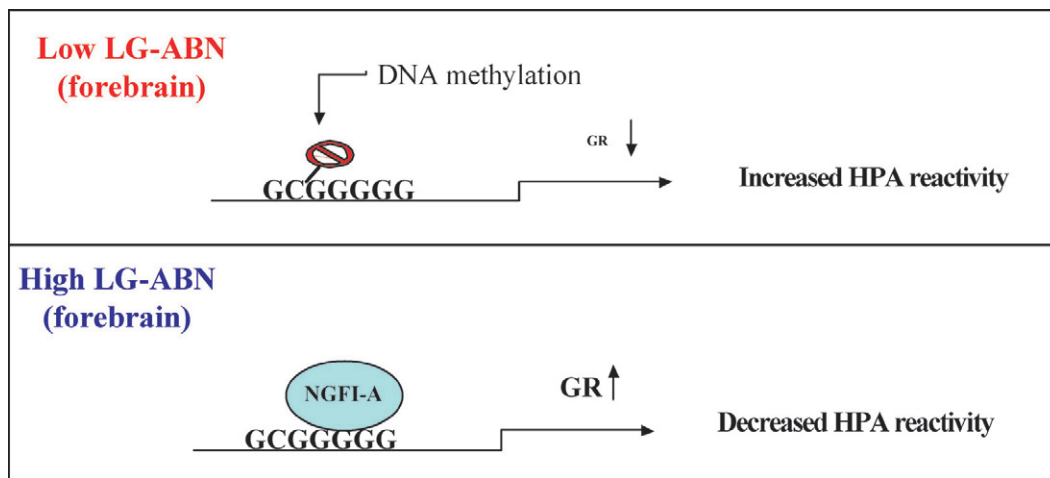 Low LG-ABN
(forebrain)
DNA methylation
GR
GCGGGGG
Increased HPA reactivity
High LG-ABN
(forebrain)
NGFI-A
GR
GCGGGGG
Decreased HPA reactivity